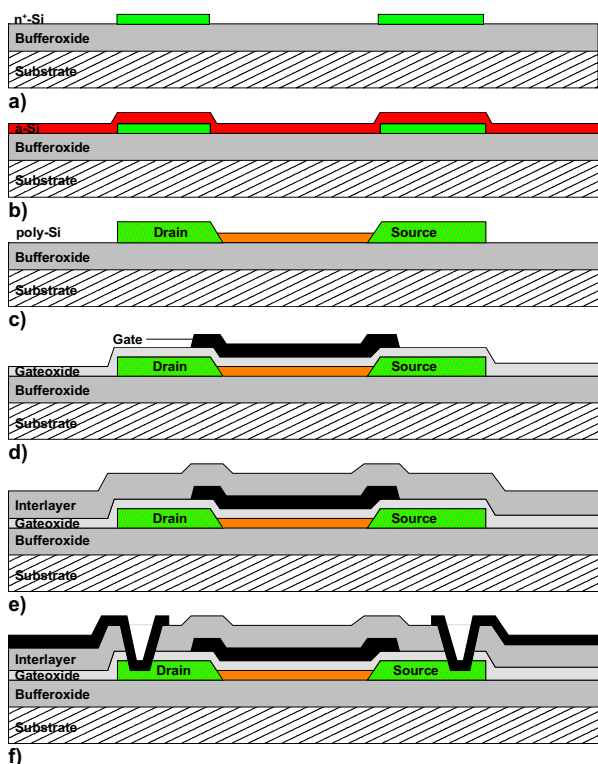 n⁺-Si
Bufferoxide
Substrate
a)
a-Si
Bufferoxide
Substrate
b)
poly-Si
Drain
Source
Bufferoxide
Substrate
c)
Gate
Gateoxide
Drain
Source
Bufferoxide
Substrate
d)
Interlayer
Gateoxide
Drain
Source
Bufferoxide
Substrate
e)
Interlayer
Gateoxide
Drain
Source
Bufferoxide
Substrate
f)